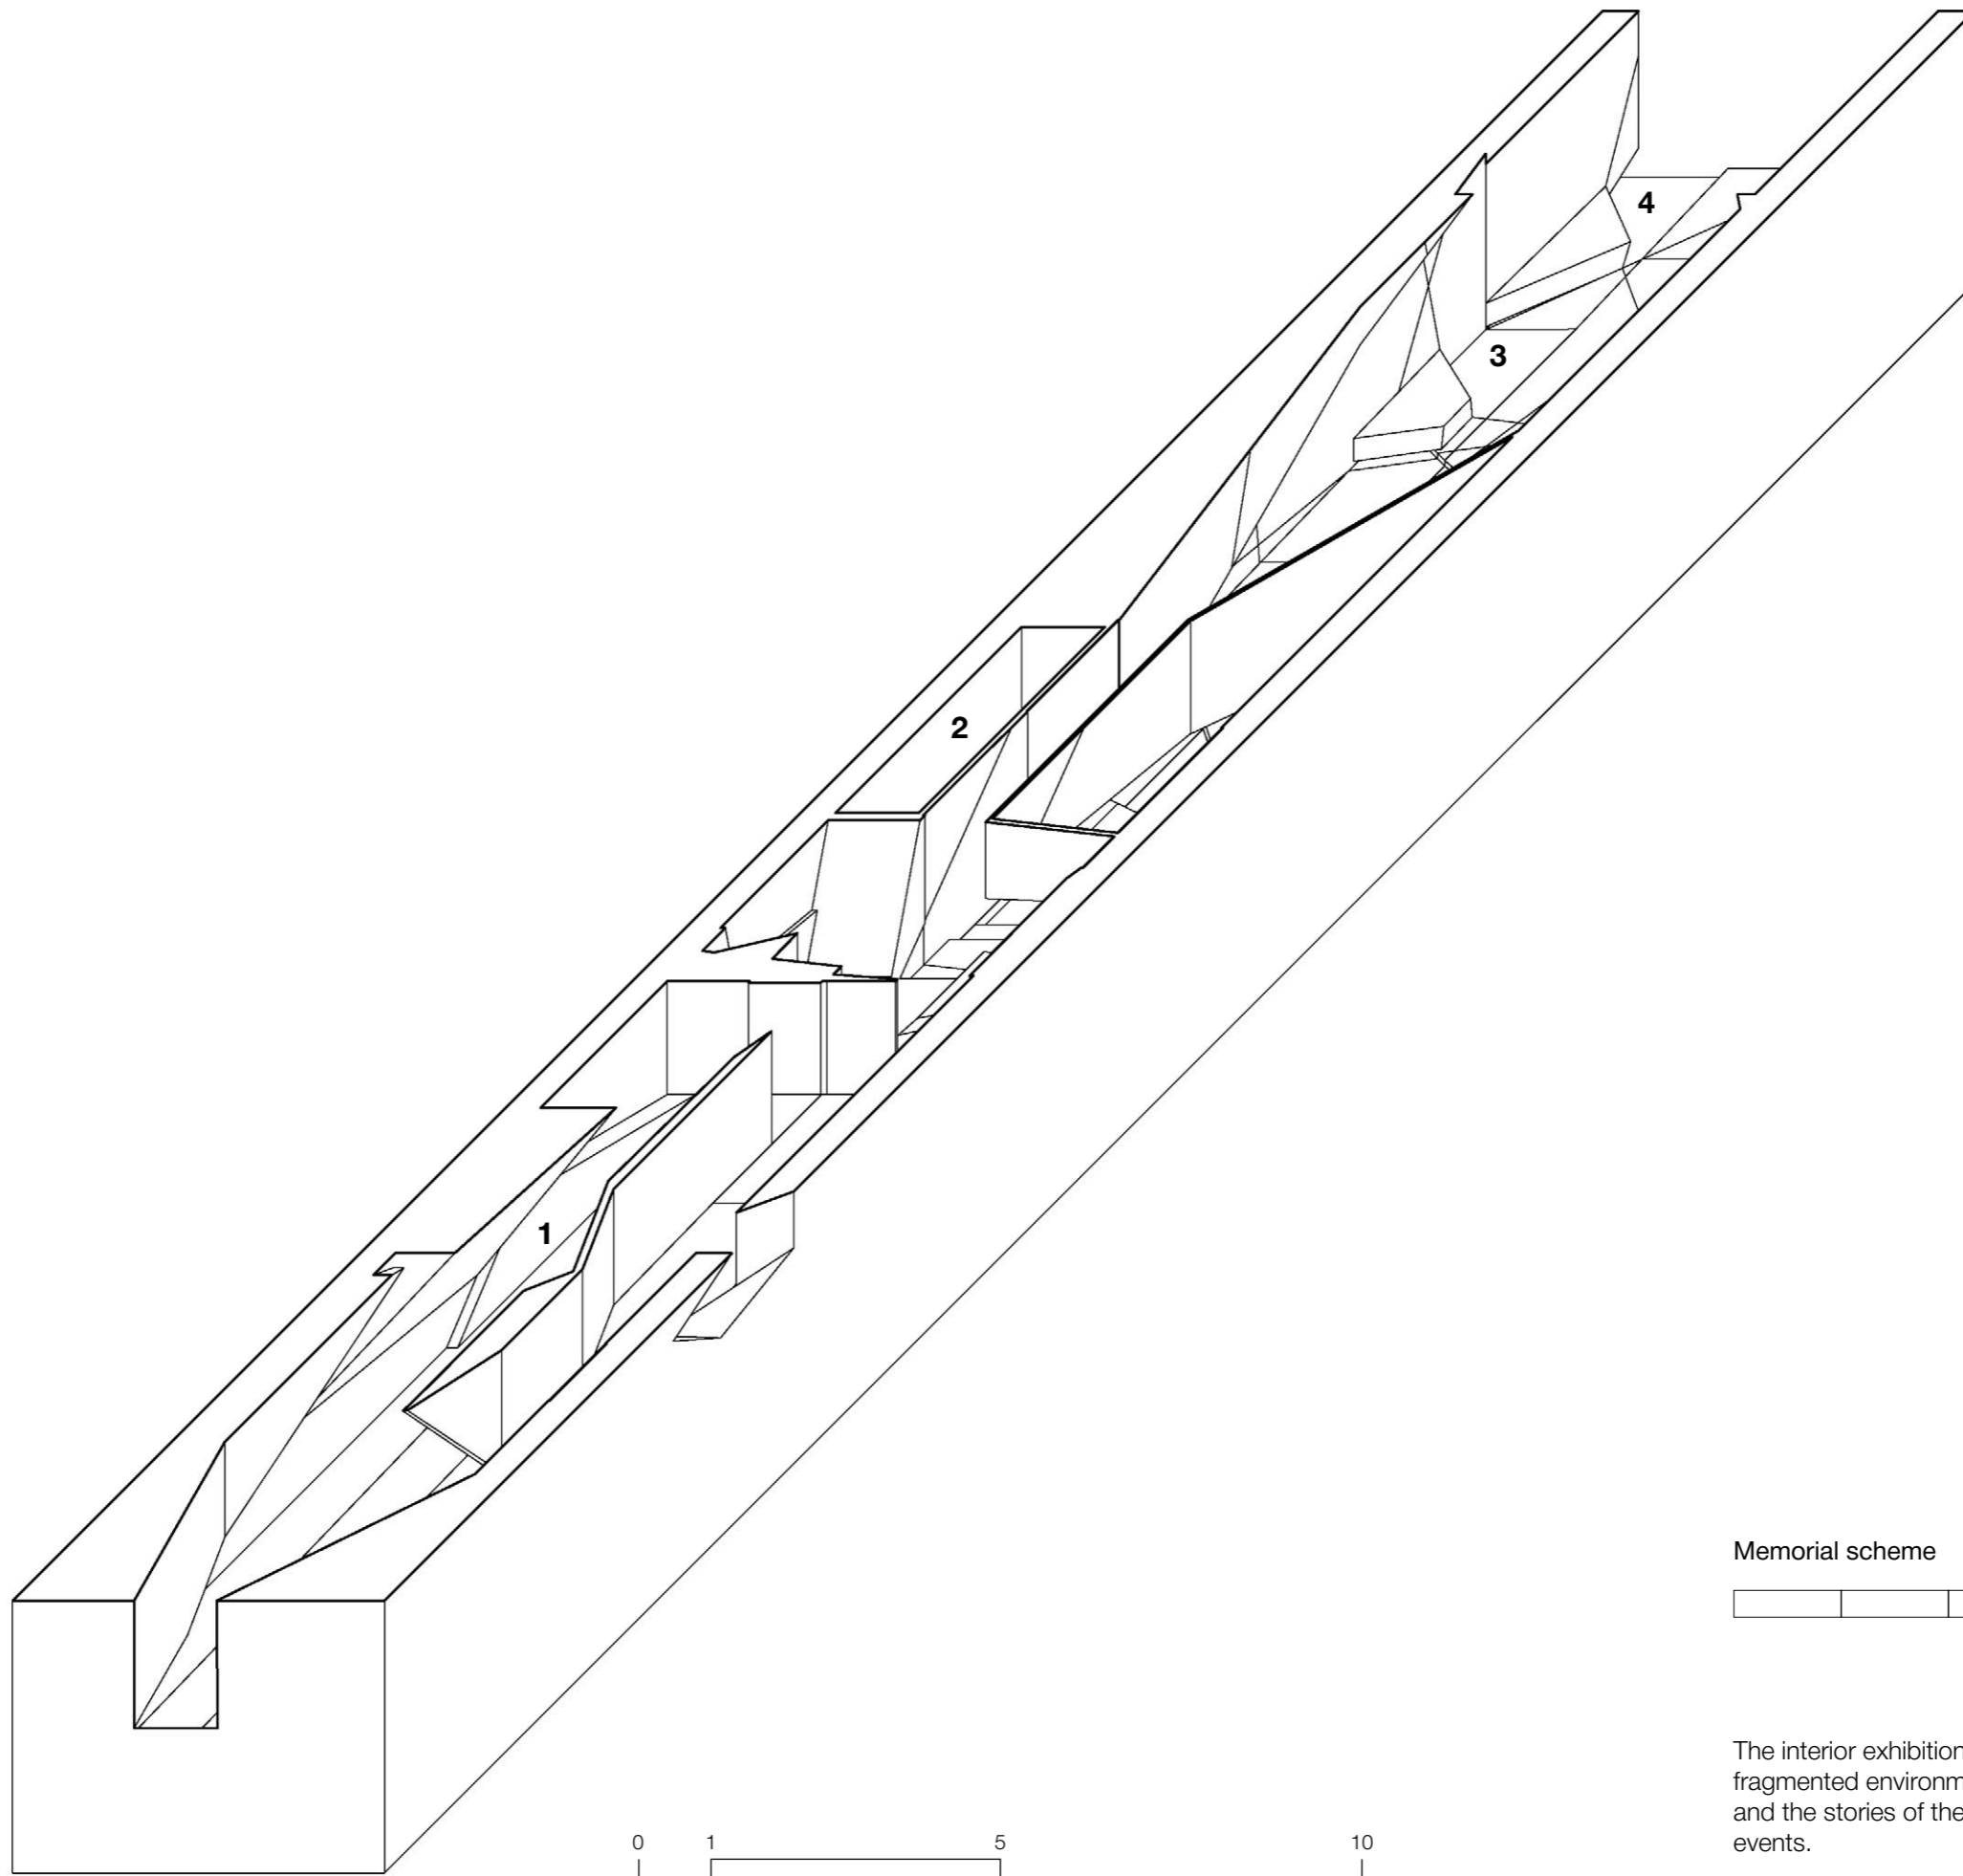 4
3
2
1
Memorial scheme
The interior exhibition
fragmented environm
and the stories of the
events.
0 1 5 10